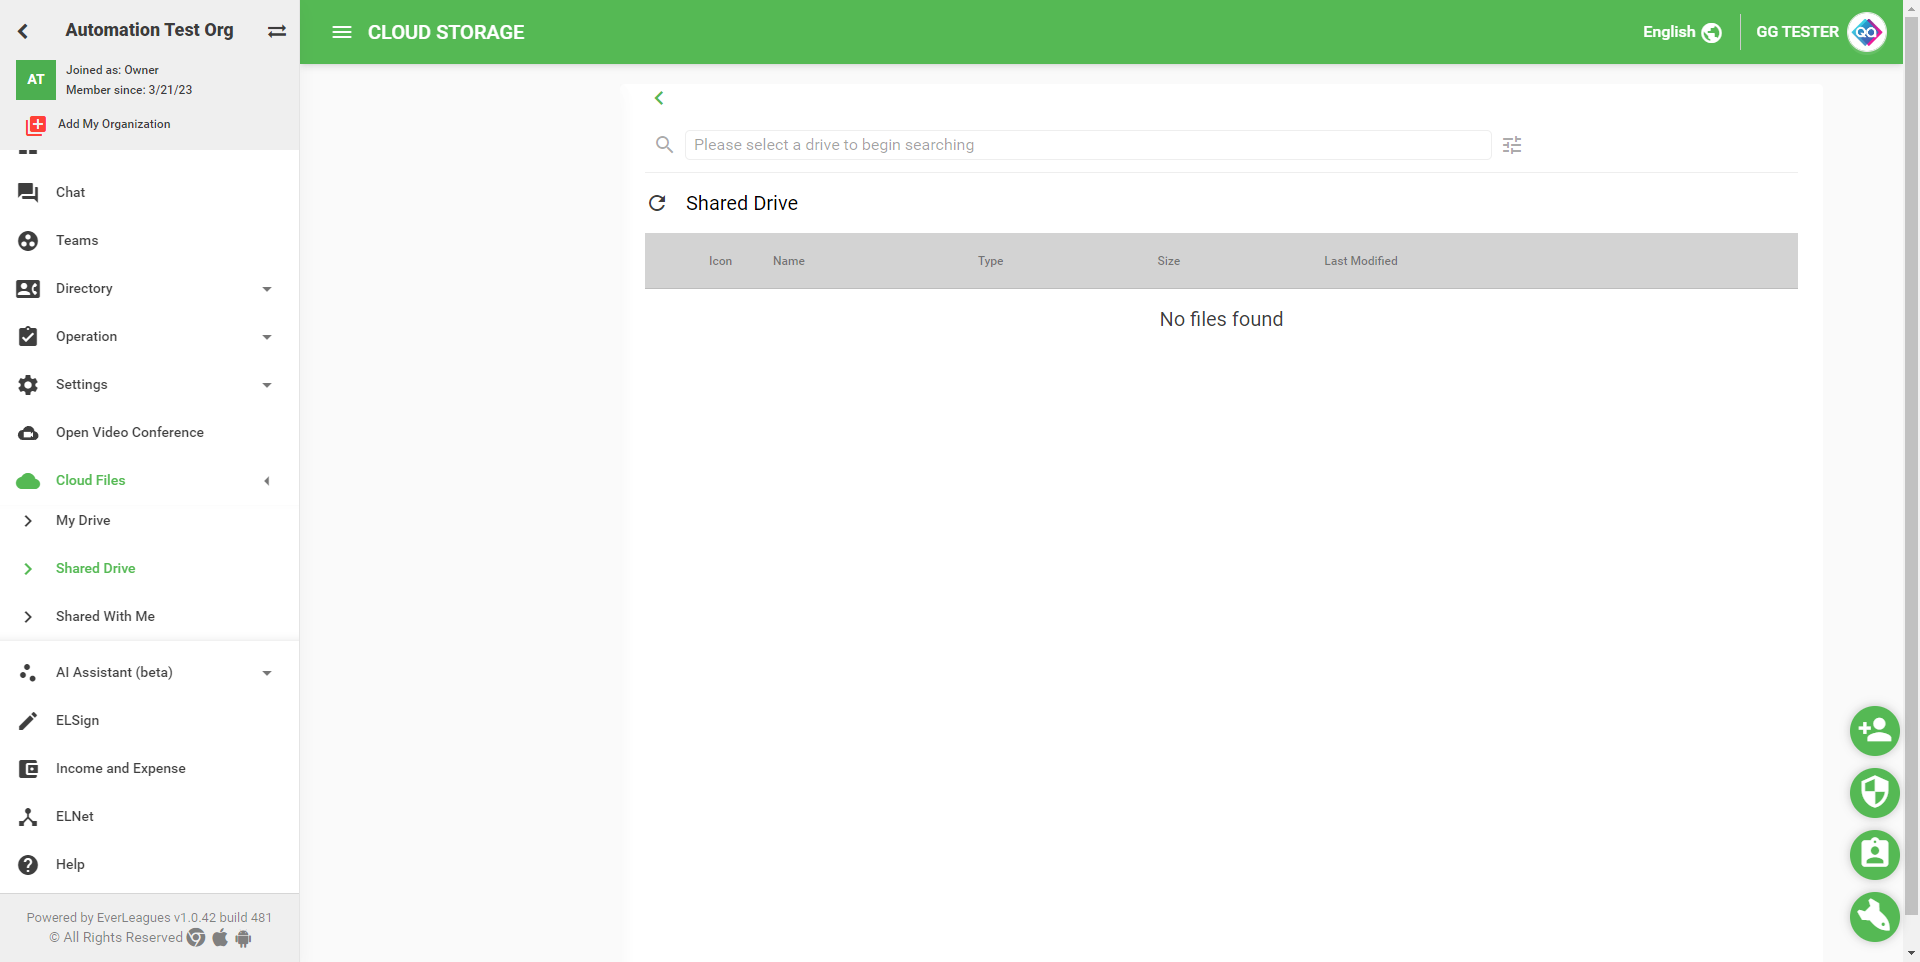 Automation Test Org
AT
Joined as: Owner
Member since: 3/21/23
Add My Organization
Chat
Teams
Directory
Operation
Settings
Open Video Conference
Cloud Files
My Drive
Shared Drive
Shared With Me
AI Assistant (beta)
ELSign
Income and Expense
ELNet
Help
Powered by EverLeagues v1.0.42 build 481
© All Rights Reserved
CLOUD STORAGE
English
GG TESTER
QA
Please select a drive to begin searching
Shared Drive
Icon Name Type Size Last Modified
No files found